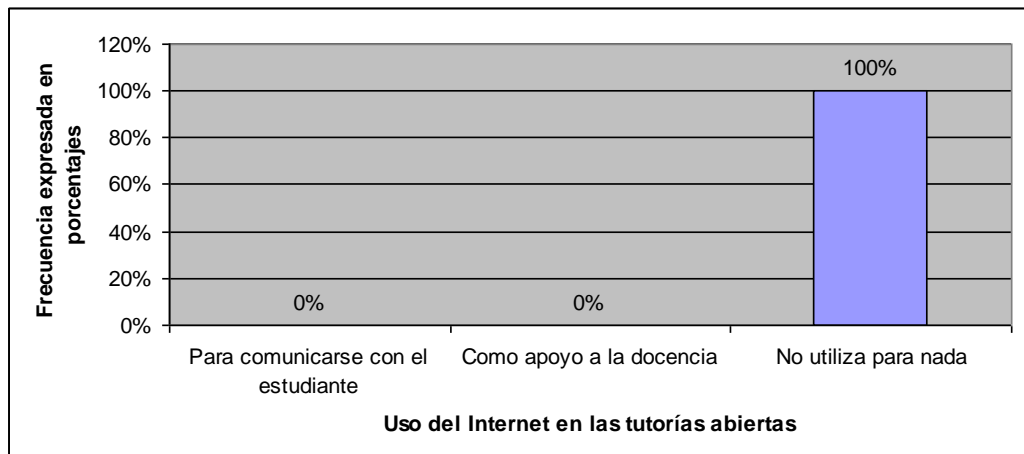 120%
100%
80%
60%
40%
20%
0%
Frecuencia expresada en
porcentajes
0%
0%
100%
Para comunicarse con el
estudiante
Como apoyo a la docencia
No utiliza para nada
Uso del Internet en las tutorías abiertas